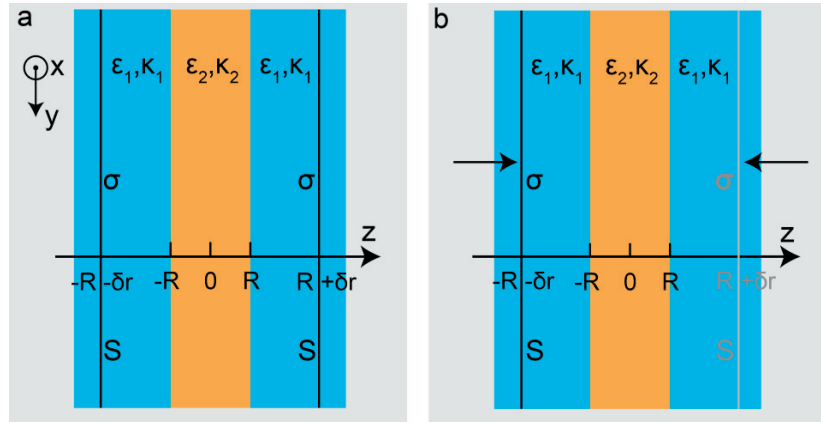 a
x
y
ε₁,κ₁ ε₂,κ₂ ε₁,κ₁
σ σ
z
-R -δr -R 0 R R +δr
S S
b
ε₁,κ₁ ε₂,κ₂ ε₁,κ₁
σ σ
z
-R -δr -R 0 R R +δr
S S